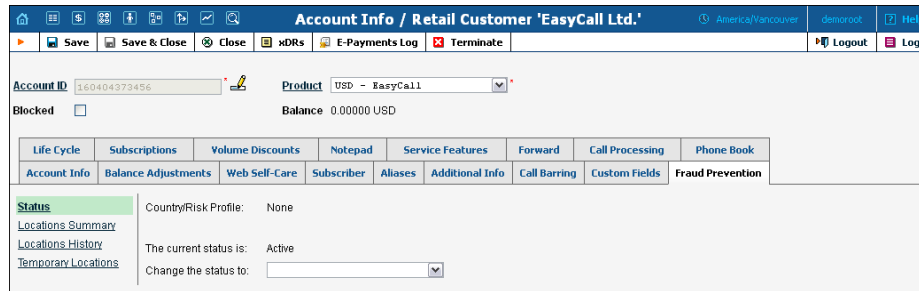 Account Info / Retail Customer 'EasyCall Ltd.' America/Vancouver demoroot ? Hel
Save Save & Close Close xDRs E-Payments Log Terminate Logout Log
Account ID 160404373456 * Product USD - EasyCall *
Blocked Balance 0.00000 USD
Life Cycle Subscriptions Volume Discounts Notepad Service Features Forward Call Processing Phone Book
Account Info Balance Adjustments Web Self-Care Subscriber Aliases Additional Info Call Barring Custom Fields Fraud Prevention
Status Country/Risk Profile: None
Locations Summary
Locations History The current status is: Active
Temporary Locations Change the status to: